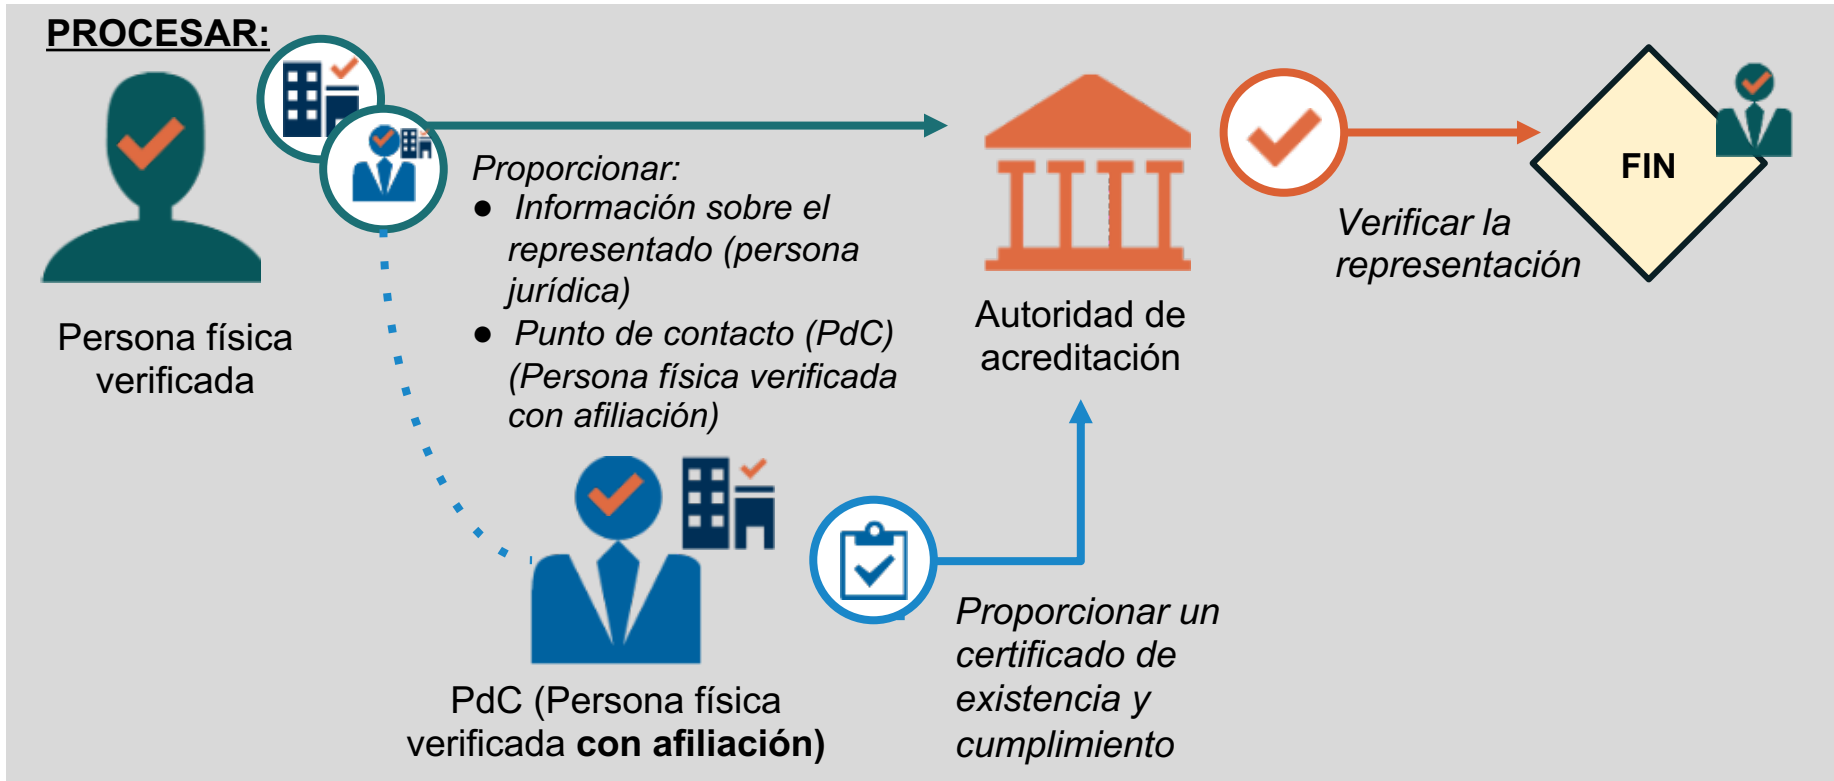 PROCESAR:
Persona física
verificada
Proporcionar:
● Información sobre el
representado (persona
jurídica)
● Punto de contacto (PdC)
(Persona física verificada
con afiliación)
Autoridad de
acreditación
Verificar la
representación
FIN
PdC (Persona física
verificada con afiliación)
Proporcionar un
certificado de
existencia y
cumplimiento